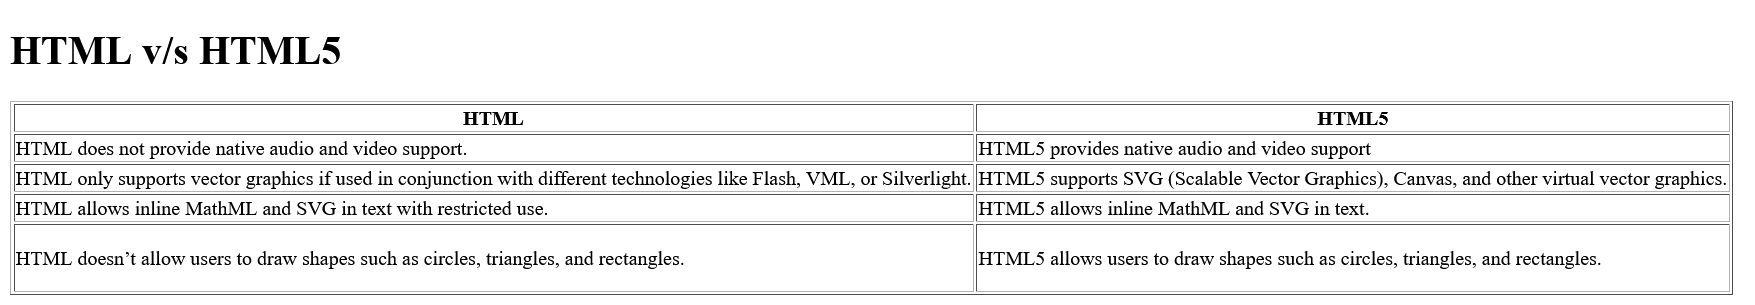 HTML v/s HTML5
HTML HTML5
HTML does not provide native audio and video support. HTML5 provides native audio and video support
HTML only supports vector graphics if used in conjunction with different technologies like Flash, VML, or Silverlight. HTML5 supports SVG (Scalable Vector Graphics), Canvas, and other virtual vector graphics.
HTML allows inline MathML and SVG in text with restricted use. HTML5 allows inline MathML and SVG in text.
HTML doesn’t allow users to draw shapes such as circles, triangles, and rectangles. HTML5 allows users to draw shapes such as circles, triangles, and rectangles.